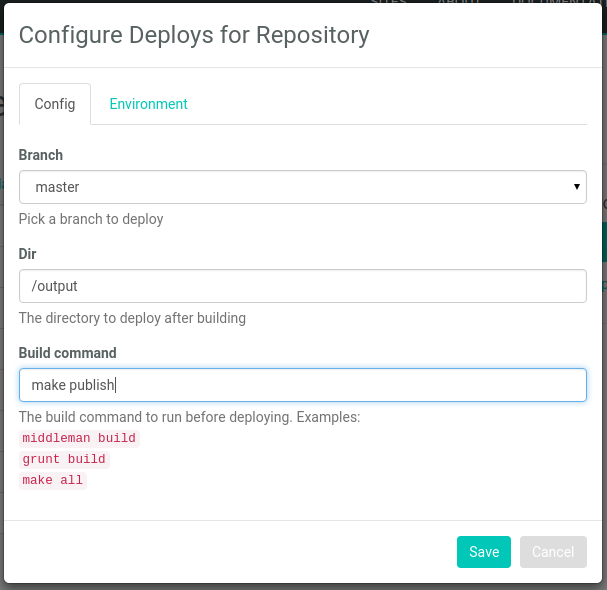 Configure Deploys for Repository
Config Environment
Branch
master
Pick a branch to deploy
Dir
/output
The directory to deploy after building
Build command
make publish
The build command to run before deploying. Examples:
middleman build
grunt build
make all
Save Cancel